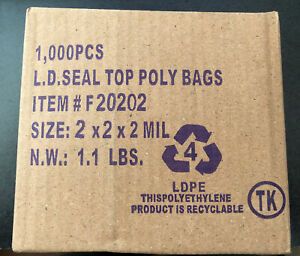 1,000PCS
L.D.SEAL TOP POLY BAGS
ITEM # F20202
SIZE: 2 x 2 x 2 MIL
N.W.: 1.1 LBS.
4
LDPE
THISPOLYETHYLENE
PRODUCT IS RECYCLABLE
TK